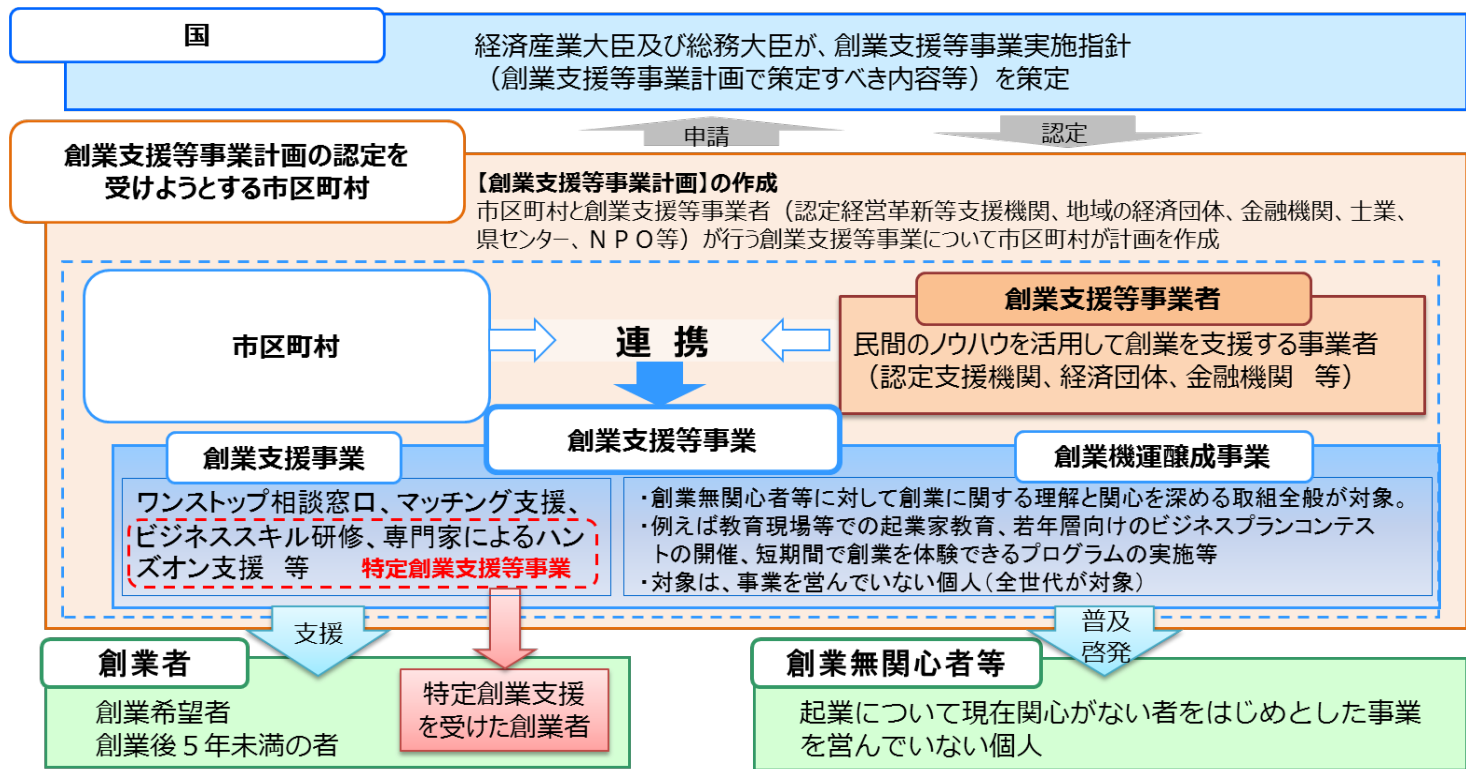 国
経済産業大臣及び総務大臣が、創業支援等事業実施指針
（創業支援等事業計画で策定すべき内容等）を策定
申請
認定
創業支援等事業計画の認定を
受けようとする市区町村
【創業支援等事業計画】の作成
市区町村と創業支援等事業者（認定経営革新等支援機関、地域の経済団体、金融機関、士業、
県センター、ＮＰＯ等）が行う創業支援等事業について市区町村が計画を作成
市区町村
連携
創業支援等事業者
民間のノウハウを活用して創業を支援する事業者
（認定支援機関、経済団体、金融機関　等）
創業支援等事業
創業支援事業
ワンストップ相談窓口、マッチング支援、
ビジネススキル研修、専門家によるハン
ズオン支援　等
特定創業支援等事業
創業機運醸成事業
・創業無関心者等に対して創業に関する理解と関心を深める取組全般が対象。
・例えば教育現場等での起業家教育、若年層向けのビジネスプランコンテス
トの開催、短期間で創業を体験できるプログラムの実施等
・対象は、事業を営んでいない個人（全世代が対象）
支援
普及
啓発
創業者
創業希望者
創業後５年未満の者
特定創業支援
を受けた創業者
創業無関心者等
起業について現在関心がない者をはじめとした事業
を営んでいない個人